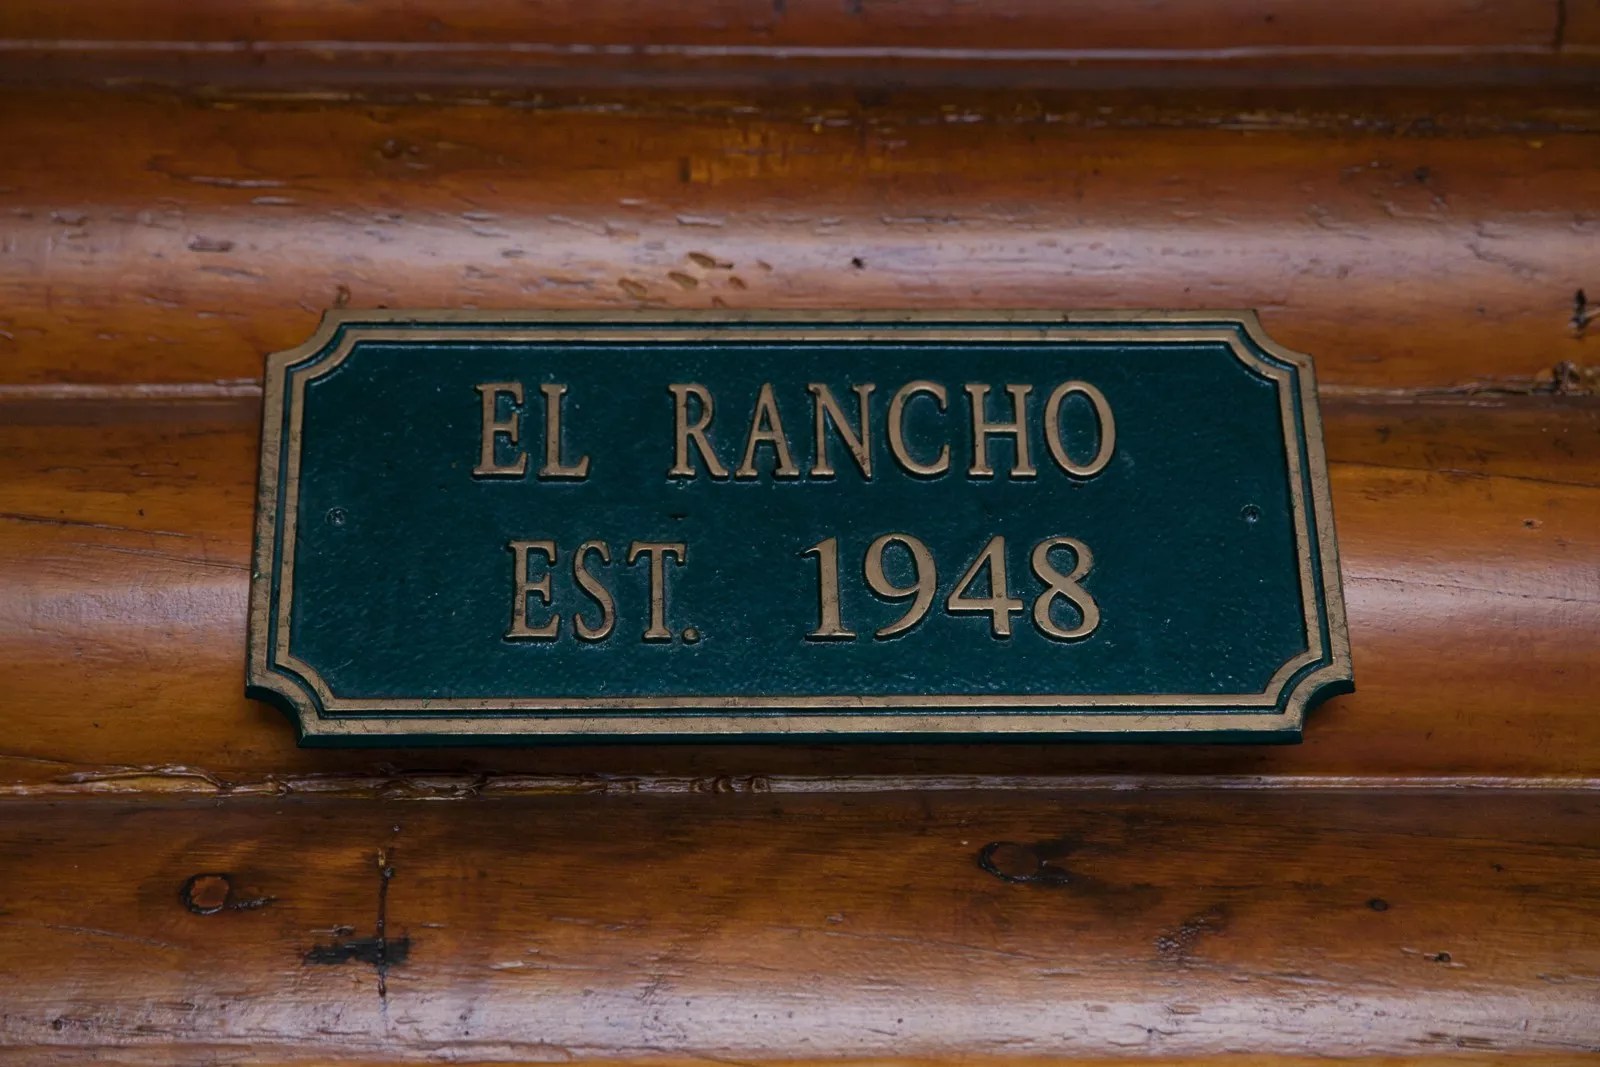 EL RANCHO
EST. 1948